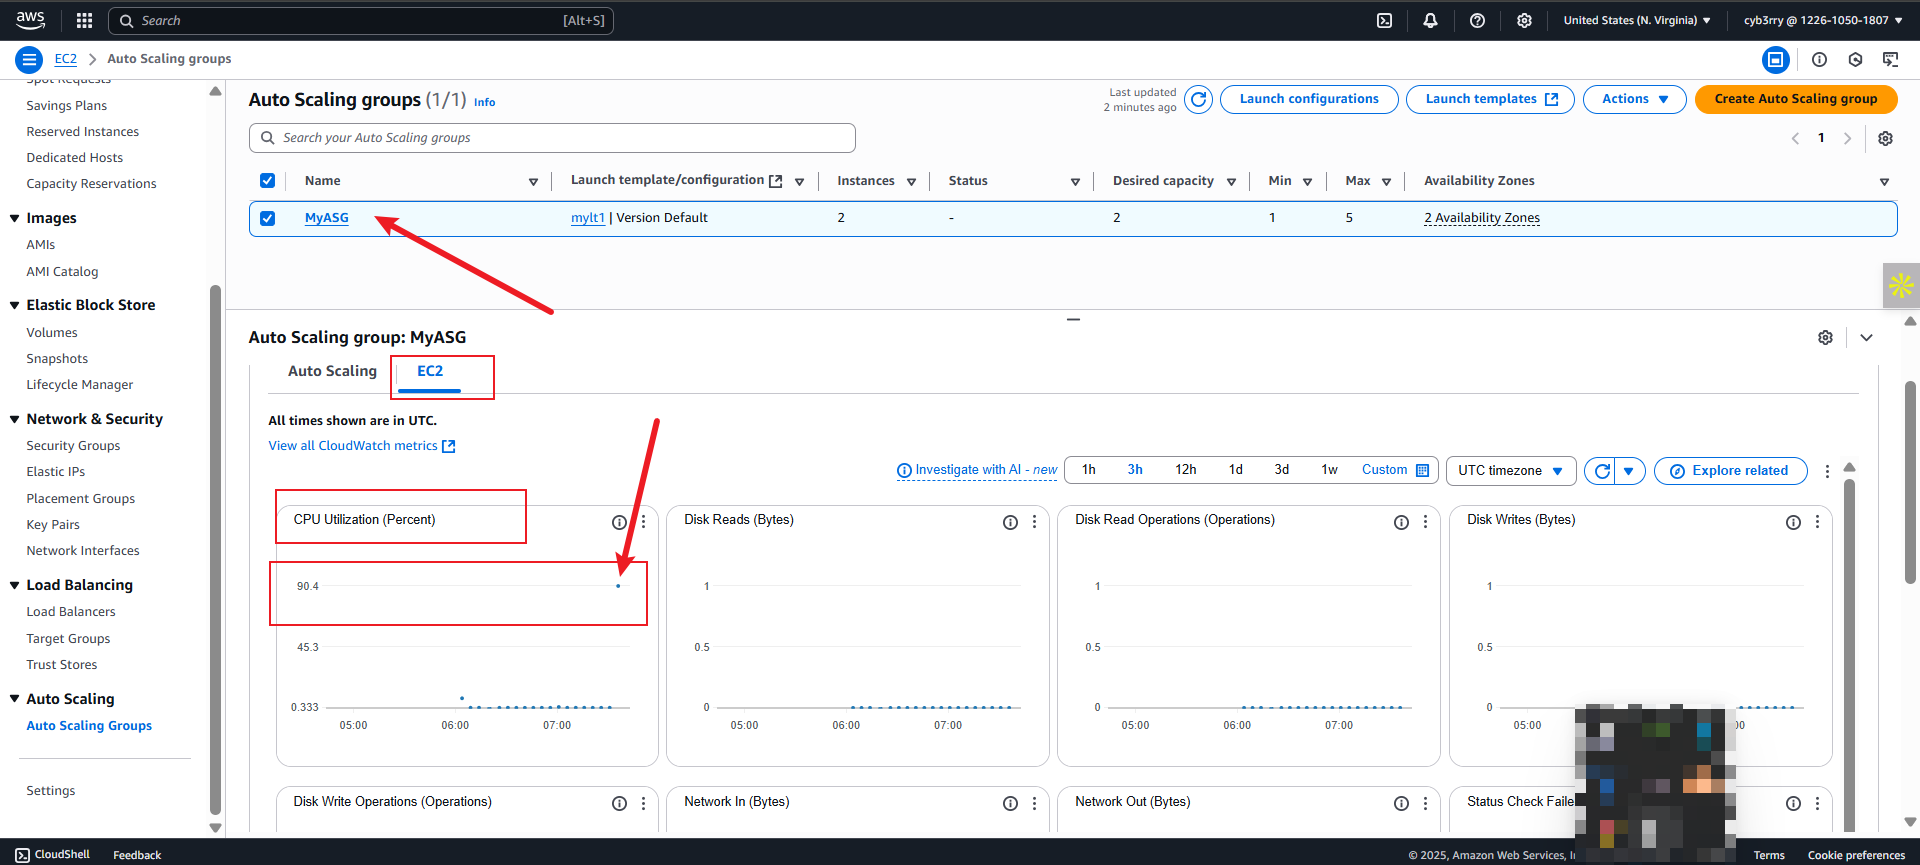 aws
Search [Alt+S]
United States (N. Virginia)
cyb3rry @ 1226-1050-1807
EC2
Auto Scaling groups
Spot Requests
Savings Plans
Reserved Instances
Dedicated Hosts
Capacity Reservations
Images
AMIs
AMI Catalog
Elastic Block Store
Volumes
Snapshots
Lifecycle Manager
Network & Security
Security Groups
Elastic IPs
Placement Groups
Key Pairs
Network Interfaces
Load Balancing
Load Balancers
Target Groups
Trust Stores
Auto Scaling
Auto Scaling Groups
Settings
Auto Scaling groups (1/1) Info
Last updated
2 minutes ago
Launch configurations
Launch templates
Actions
Create Auto Scaling group
Search your Auto Scaling groups
1
Name
Launch template/configuration
Instances
Status
Desired capacity
Min
Max
Availability Zones
MyASG
mylt1 | Version Default
2
-
2
1
5
2 Availability Zones
Auto Scaling group: MyASG
Auto Scaling
EC2
All times shown are in UTC.
View all CloudWatch metrics
Investigate with AI - new
1h
3h
12h
1d
3d
1w
Custom
UTC timezone
Explore related
CPU Utilization (Percent)
90.4
45.3
0.333
05:00
06:00
07:00
Disk Reads (Bytes)
1
0.5
0
05:00
06:00
07:00
Disk Read Operations (Operations)
1
0.5
0
05:00
06:00
07:00
Disk Writes (Bytes)
1
0.5
0
05:00
Disk Write Operations (Operations)
Network In (Bytes)
Network Out (Bytes)
Status Check
CloudShell
Feedback
© 2025, Amazon Web Services,
Terms
Cookie preferences